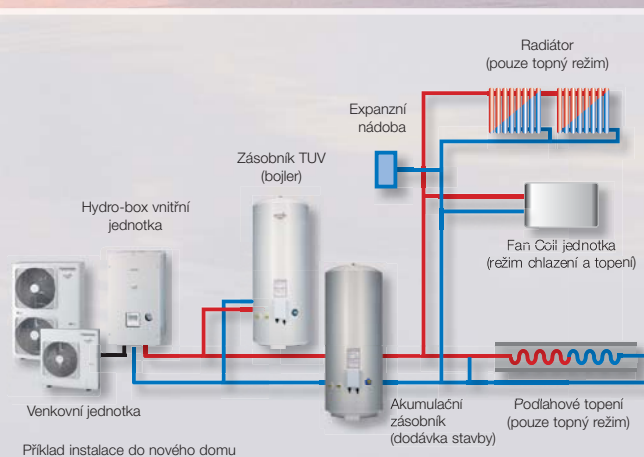 Radiátor
(pouze topný režim)
Expanzní
nádoba
Zásobník TUV
(bojler)
Hydro-box vnitřní
jednotka
Fan Coil jednotka
(režim chlazení a topení)
Venkovní jednotka
Akumulační
zásobník
(dodávka stavby)
Podlahové topení
(pouze topný režim)
Příklad instalace do nového domu